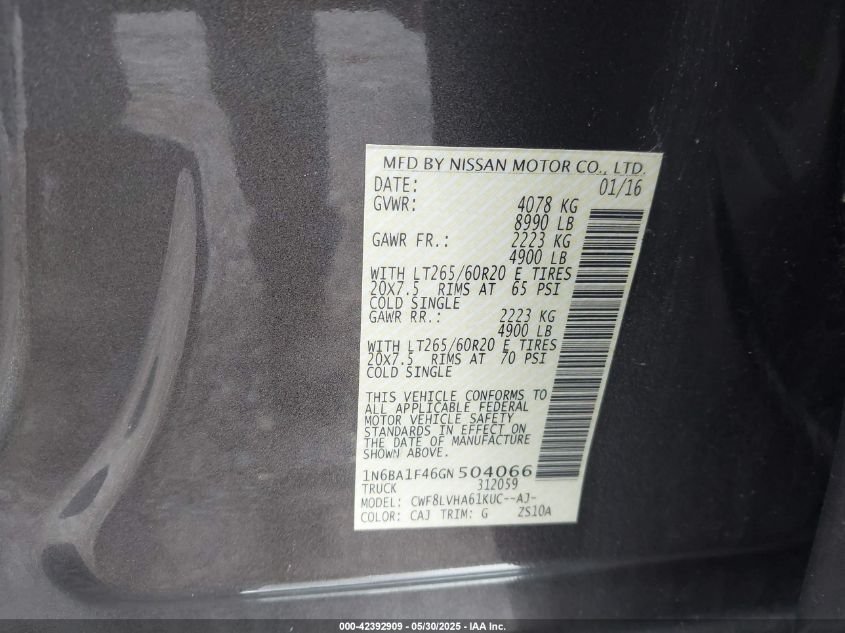 MFD BY NISSAN MOTOR CO., LTD.
DATE: 01/16
GVWR: 4078 KG
8990 LB
GAWR FR.: 2223 KG
4900 LB
WITH LT265/60R20 E TIRES
20X7.5 RIMS AT 65 PSI
COLD SINGLE
GAWR RR.: 2223 KG
4900 LB
WITH LT265/60R20 E TIRES
20X7.5 RIMS AT 70 PSI
COLD SINGLE
THIS VEHICLE CONFORMS TO
ALL APPLICABLE FEDERAL
MOTOR VEHICLE SAFETY
STANDARDS IN EFFECT ON
THE DATE OF MANUFACTURE
SHOWN ABOVE.
1N6BA1F46GN504066
TRUCK 312059
MODEL: CWF8LVHA61KUC--AJ-
COLOR: CAJ TRIM: G ZS10A
000-42392909 - 05/30/2025 - IAA Inc.